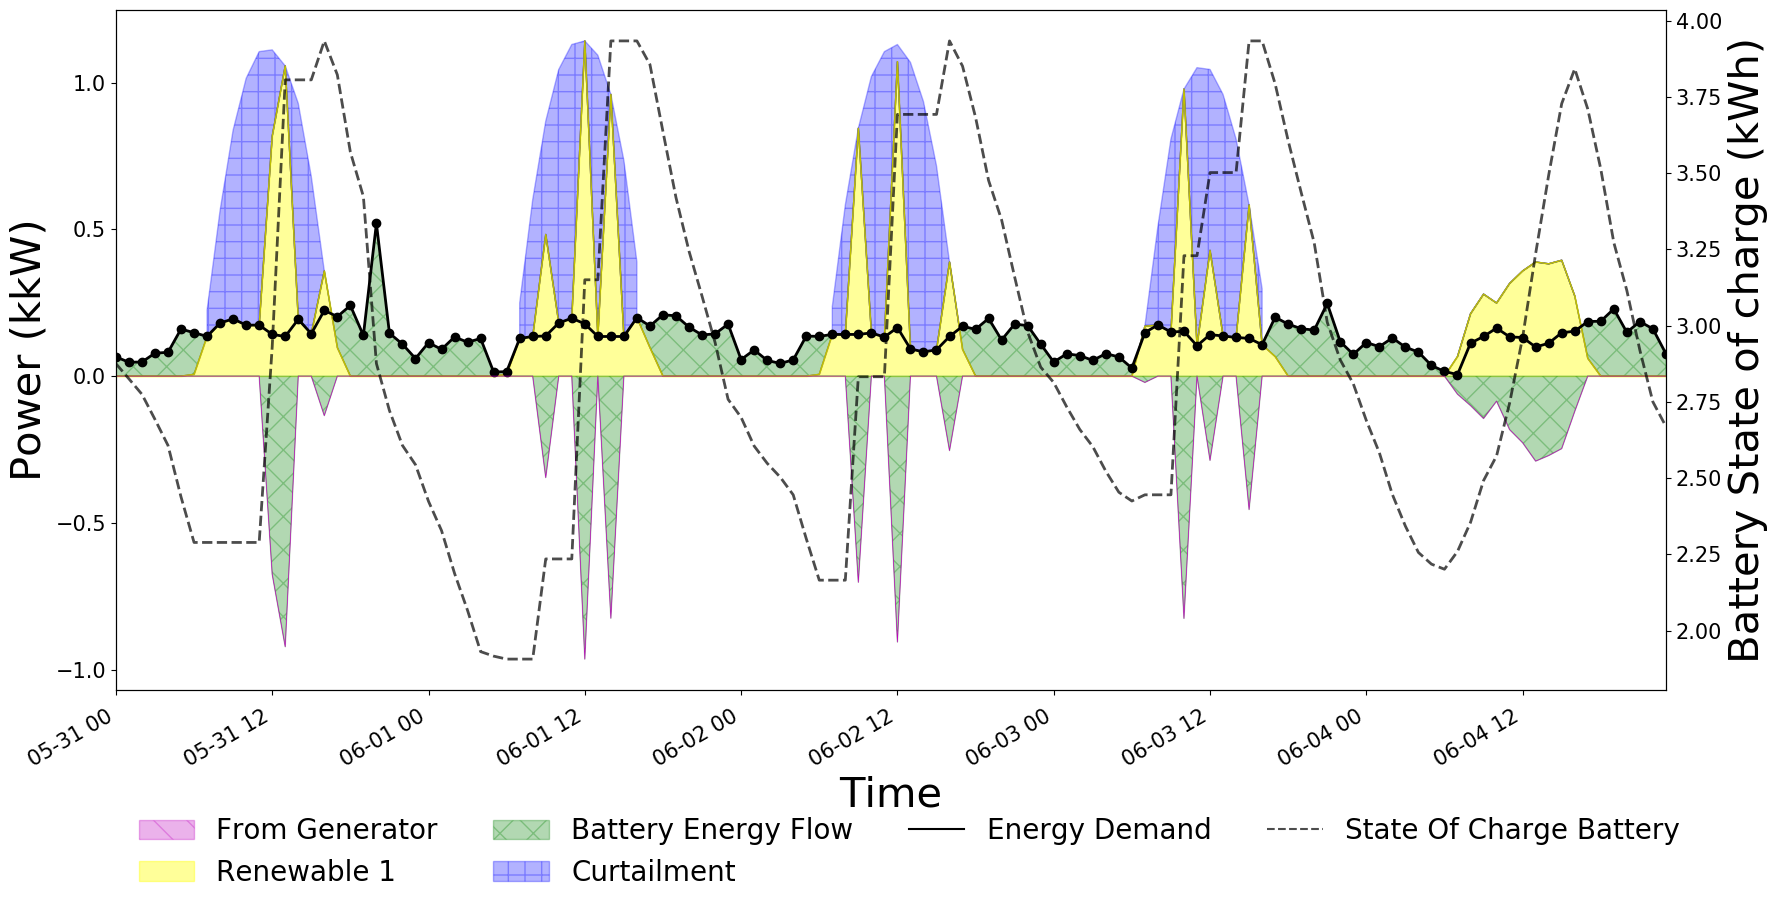 Power (kkW)
1.0
0.5
0.0
−0.5
−1.0
4.00
3.75
3.50
3.25
3.00
2.75
2.50
2.25
2.00
Battery State of charge (kWh)
05-31 00
05-31 12
06-01 00
06-01 12
06-02 00
06-02 12
06-03 00
06-03 12
06-04 00
06-04 12
Time
From Generator
Renewable 1
Battery Energy Flow
Curtailment
Energy Demand
State Of Charge Battery